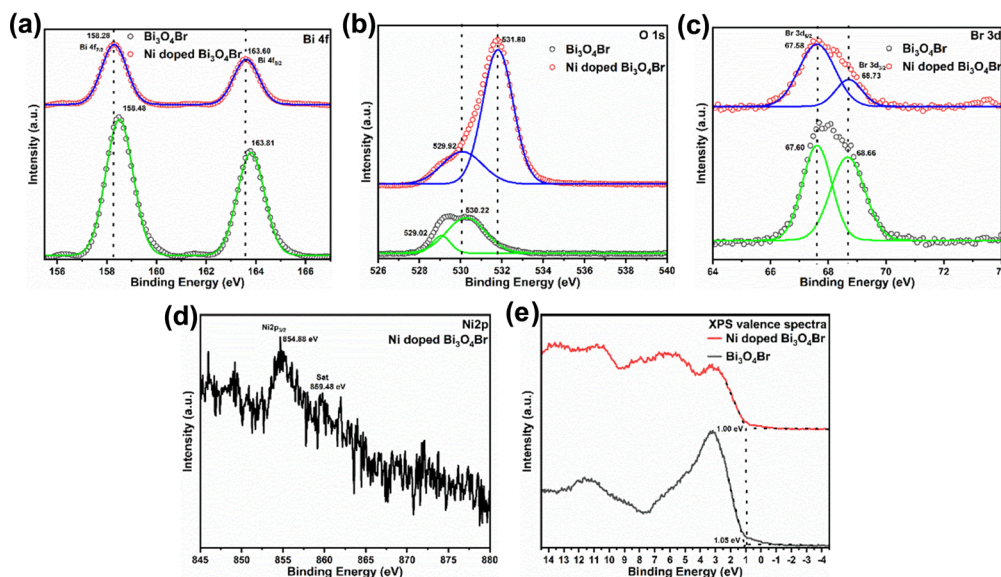 (a)
Bi 4f
158.28
Bi 4f7/2
163.60
Bi 4f5/2
Bi₃O₄Br
Ni doped Bi₃O₄Br
158.48
163.81
Intensity (a.u.)
156 158 160 162 164 166
Binding Energy (eV)
(b)
O 1s
531.80
Bi₃O₄Br
Ni doped Bi₃O₄Br
529.92
530.22
529.02
Intensity (a.u.)
526 528 530 532 534 536 538 540
Binding Energy (eV)
(c)
Br 3d
Br 3d5/2
67.58
Br 3d3/2
68.73
Bi₃O₄Br
Ni doped Bi₃O₄Br
67.60
68.66
Intensity (a.u.)
64 66 68 70 72
Binding Energy (eV)
(d)
Ni2p
Ni doped Bi₃O₄Br
Ni2p3/2
854.88 eV
Sat
859.48 eV
Intensity (a.u.)
845 850 855 860 865 870 875 880
Binding Energy (eV)
(e)
XPS valence spectra
Ni doped Bi₃O₄Br
Bi₃O₄Br
1.00 eV
1.05 eV
Intensity (a.u.)
14 13 12 11 10 9 8 7 6 5 4 3 2 1 0 -1 -2 -3 -4
Binding Energy (eV)